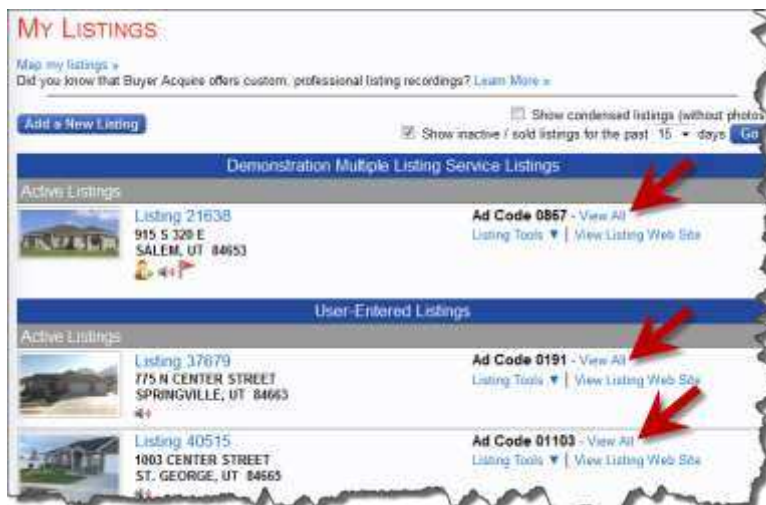 MY LISTINGS
Map my listings »
Did you know that Buyer Acquire offers custom, professional listing recordings? Learn More »
Add a New Listing
Show condensed listings (without photos
Show inactive / sold listings for the past 15 days Go
Demonstration Multiple Listing Service Listings
Active Listings
Listing 21638
Ad Code 0867 - View All
915 S 320 E
Listing Tools ▼ | View Listing Web Site
SALEM, UT 84653
User-Entered Listings
Active Listings
Listing 37679
Ad Code 0191 - View All
775 N CENTER STREET
Listing Tools ▼ | View Listing Web Site
SPRINGVILLE, UT 84663
Listing 40515
Ad Code 01103 - View All
1003 CENTER STREET
Listing Tools ▼ | View Listing Web Site
ST. GEORGE, UT 84665